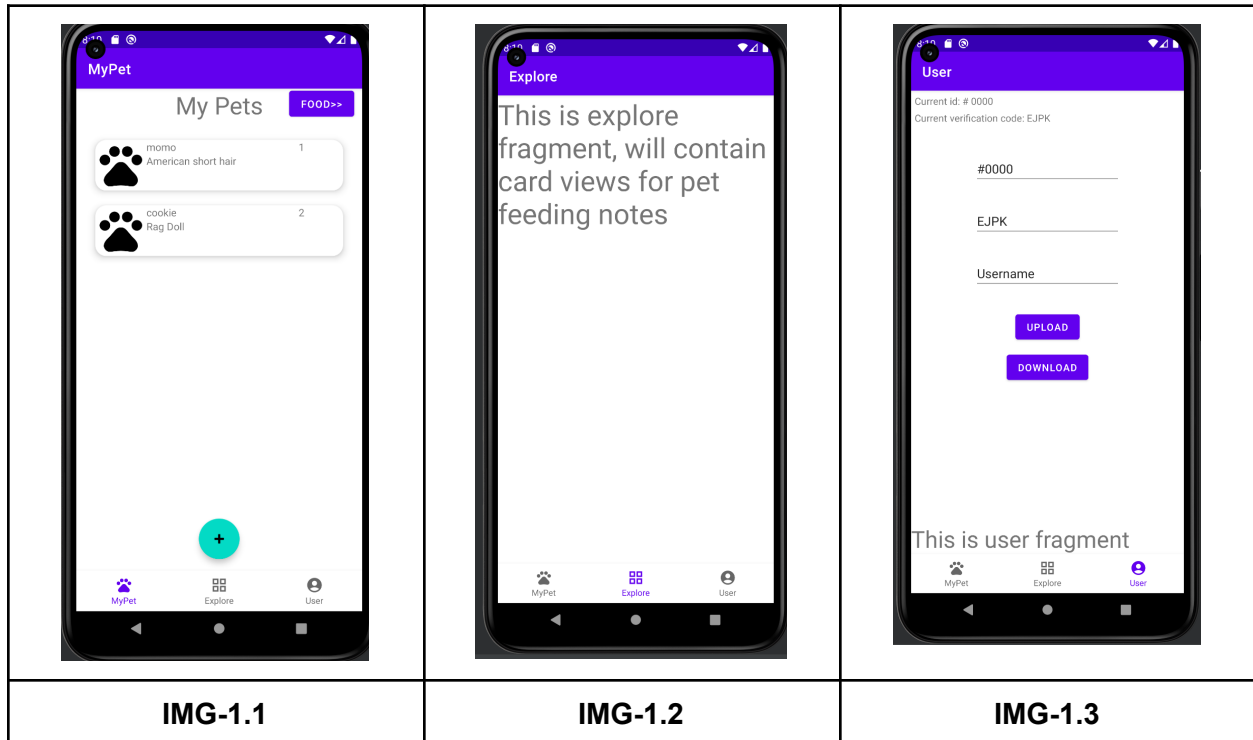 8:10
MyPet
My Pets
FOOD>>
momo 1
American short hair
cookie 2
Rag Doll
+
MyPet Explore User
IMG-1.1
Explore
This is explore
fragment, will contain
card views for pet
feeding notes
MyPet Explore User
IMG-1.2
User
Current id: # 0000
Current verification code: EJPK
#0000
EJPK
Username
UPLOAD
DOWNLOAD
This is user fragment
MyPet Explore User
IMG-1.3